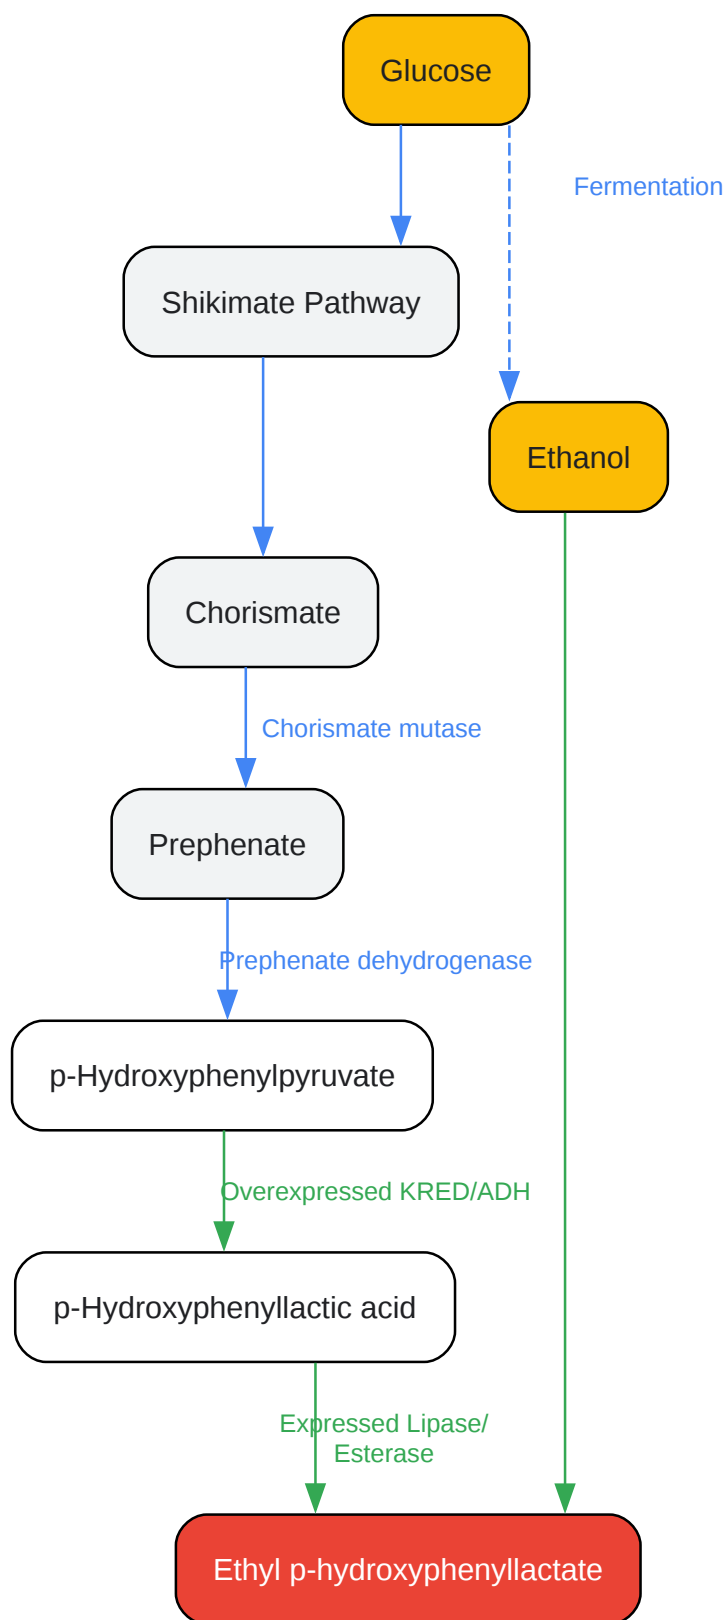 Glucose
Fermentation
Shikimate Pathway
Ethanol
Chorismate
Chorismate mutase
Prephenate
Prephenate dehydrogenase
p-Hydroxyphenylpyruvate
Overexpressed KRED/ADH
p-Hydroxyphenyllactic acid
Expressed Lipase/
Esterase
Ethyl p-hydroxyphenyllactate